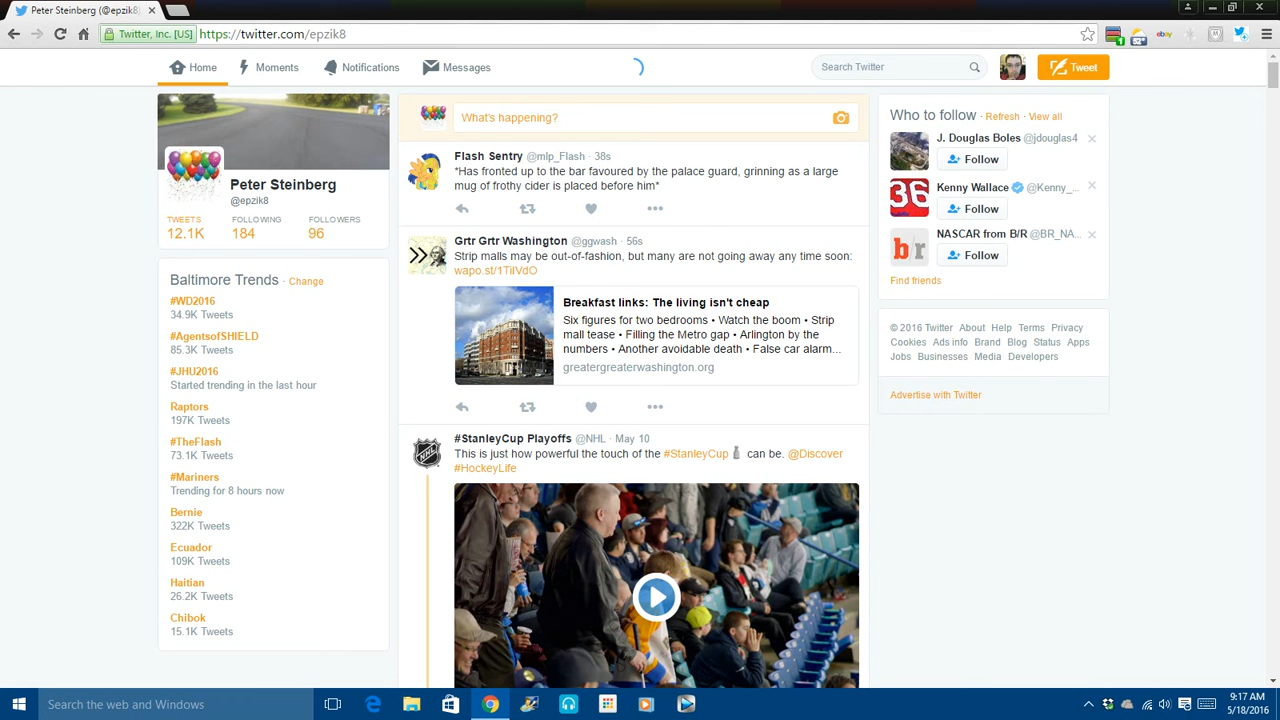 Peter Steinberg (@epzik8)
Twitter, Inc. [US] https://twitter.com/epzik8
Home Moments Notifications Messages Search Twitter Tweet
Peter Steinberg
@epzik8
TWEETS FOLLOWING FOLLOWERS
12.1K 184 96
Baltimore Trends · Change
#WD2016
34.9K Tweets
#AgentsofSHIELD
85.3K Tweets
#JHU2016
Started trending in the last hour
Raptors
197K Tweets
#TheFlash
73.1K Tweets
#Mariners
Trending for 8 hours now
Bernie
322K Tweets
Ecuador
109K Tweets
Haitian
26.2K Tweets
Chibok
15.1K Tweets
What's happening?
Flash Sentry @mlp_Flash · 38s
*Has fronted up to the bar favoured by the palace guard, grinning as a large
mug of frothy cider is placed before him*
Grtr Grtr Washington @ggwash · 56s
Strip malls may be out-of-fashion, but many are not going away any time soon:
wapo.st/1TiIVdO
Breakfast links: The living isn't cheap
Six figures for two bedrooms • Watch the boom • Strip
mall tease • Filling the Metro gap • Arlington by the
numbers • Another avoidable death • False car alarm...
greatergreaterwashington.org
#StanleyCup Playoffs @NHL · May 10
This is just how powerful the touch of the #StanleyCup can be. @Discover
#HockeyLife
NHL
Who to follow · Refresh · View all
J. Douglas Boles @jdouglas4
Follow
36
Kenny Wallace @Kenny_...
Follow
b/r
NASCAR from B/R @BR_NA...
Follow
Find friends
© 2016 Twitter About Help Terms Privacy
Cookies Ads info Brand Blog Status Apps
Jobs Businesses Media Developers
Advertise with Twitter
Search the web and Windows
9:17 AM
5/18/2016